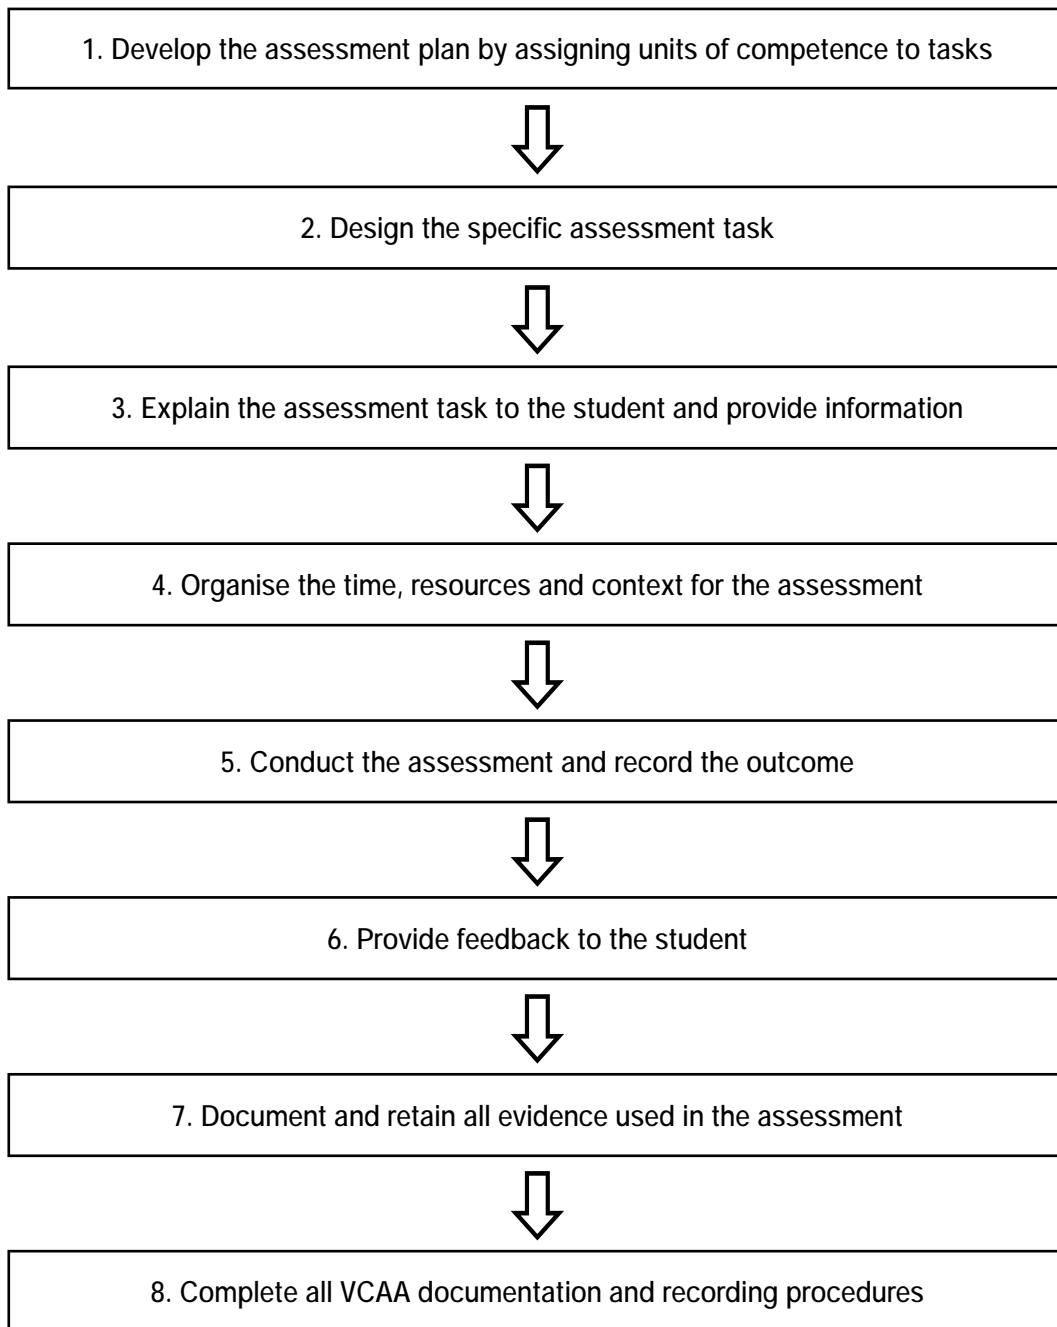 1. Develop the assessment plan by assigning units of competence to tasks
2. Design the specific assessment task
3. Explain the assessment task to the student and provide information
4. Organise the time, resources and context for the assessment
5. Conduct the assessment and record the outcome
6. Provide feedback to the student
7. Document and retain all evidence used in the assessment
8. Complete all VCAA documentation and recording procedures